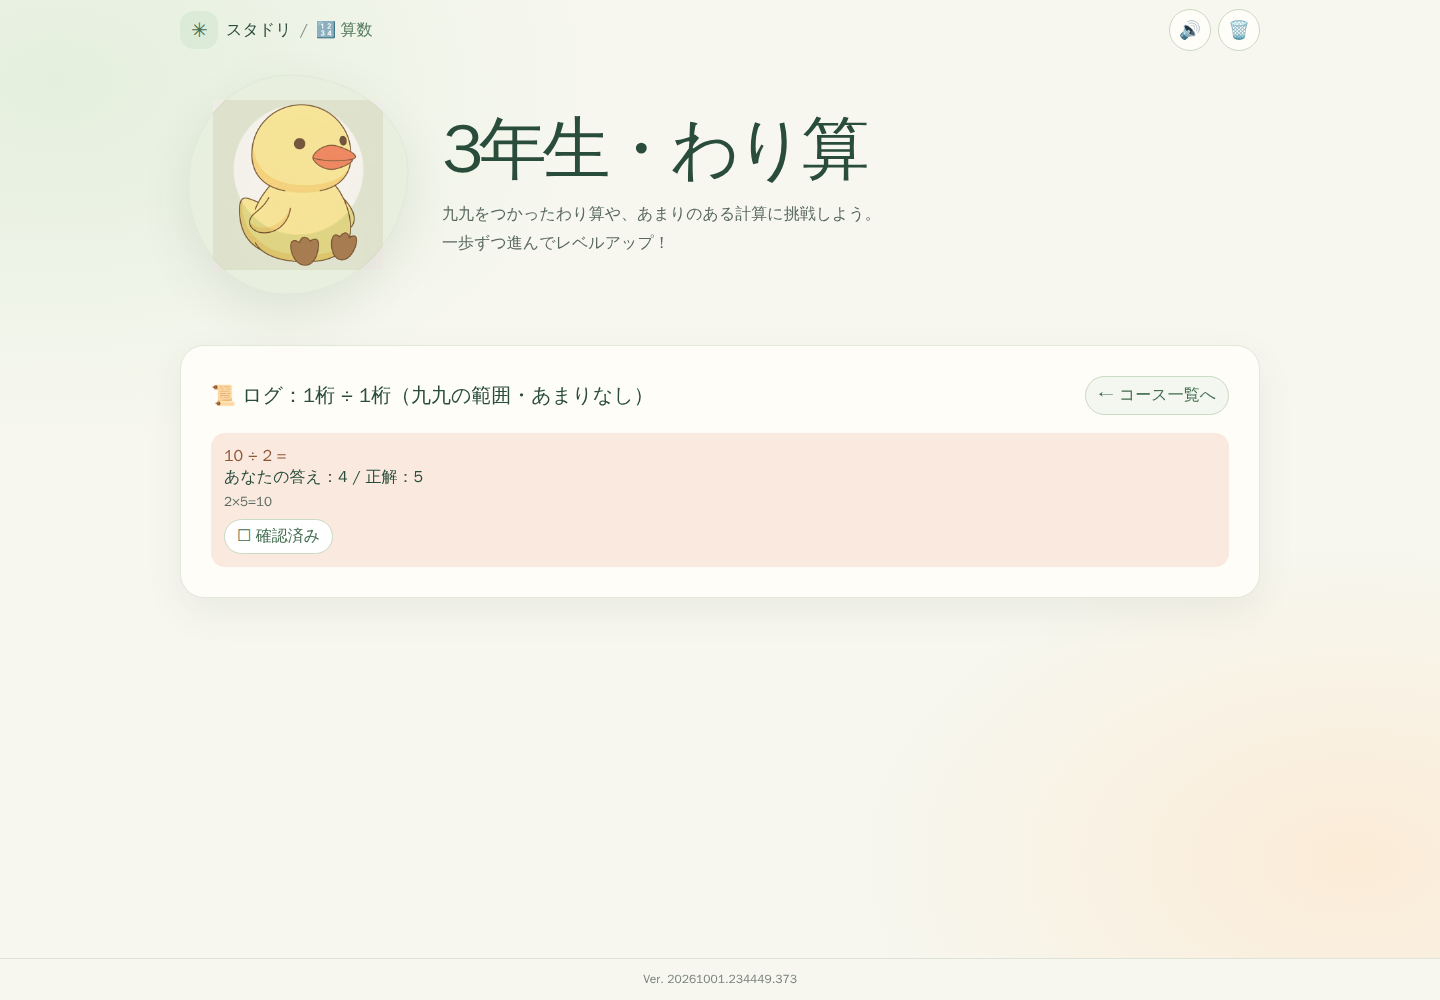 スタドリ / 🔢 算数
3年生・わり算
九九をつかったわり算や、あまりのある計算に挑戦しよう。
一歩ずつ進んでレベルアップ！
📜 ログ：1桁 ÷ 1桁（九九の範囲・あまりなし）
← コース一覧へ
10 ÷ 2 =
あなたの答え：4 / 正解：5
2×5=10
☐ 確認済み
Ver. 20261001.234449.373